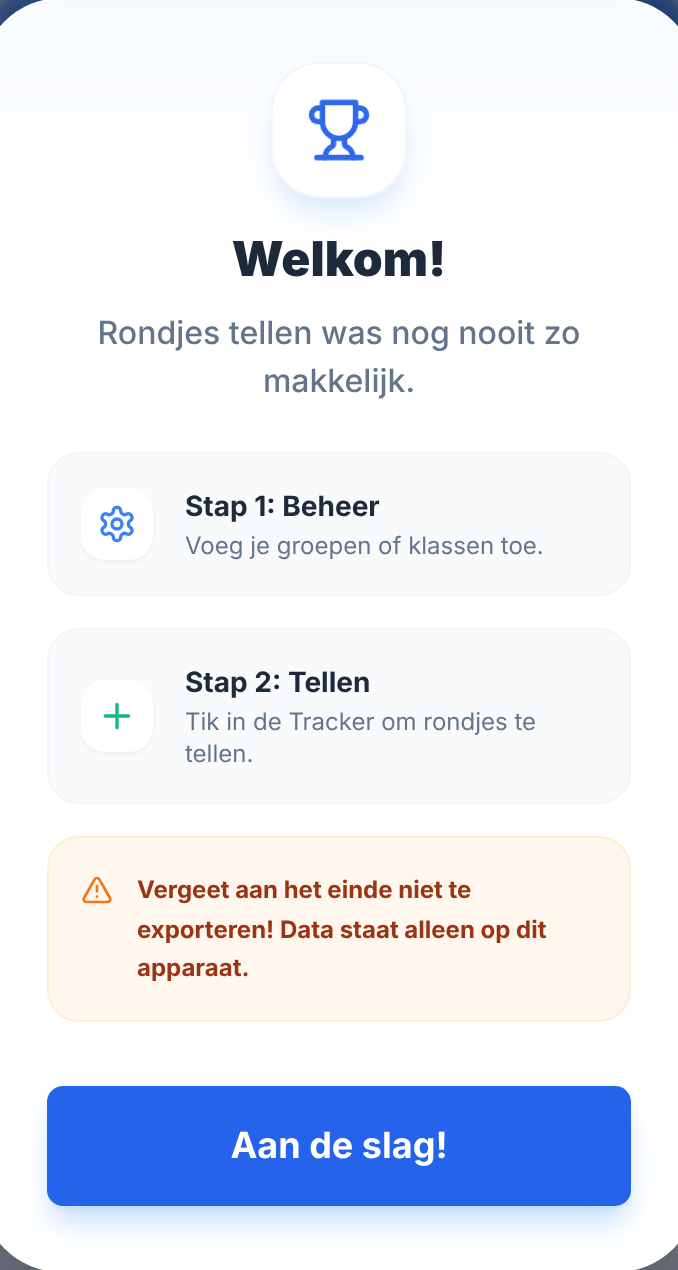 Welkom!
Rondjes tellen was nog nooit zo
makkelijk.
Stap 1: Beheer
Voeg je groepen of klassen toe.
Stap 2: Tellen
Tik in de Tracker om rondjes te
tellen.
Vergeet aan het einde niet te
exporteren! Data staat alleen op dit
apparaat.
Aan de slag!